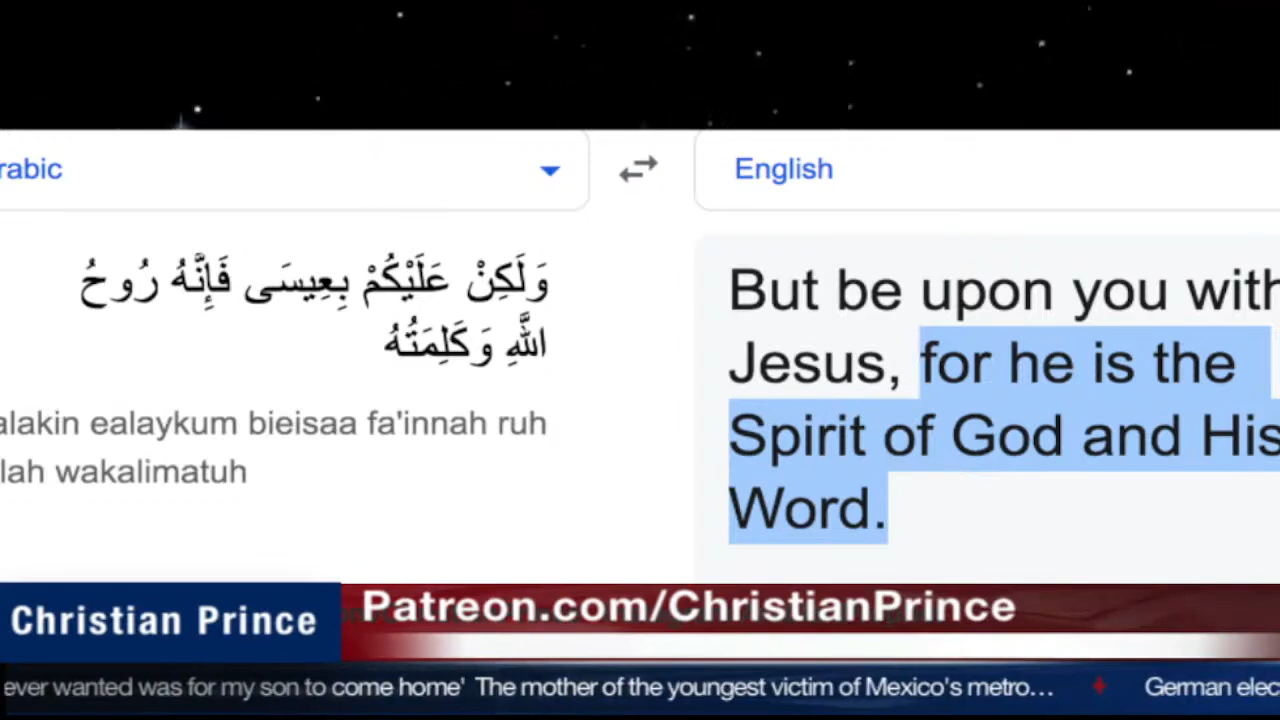 rabic
English
وَلَكِنْ عَلَيْكُمْ بِعِيسَى فَإِنَّهُ رُوحُ
اللَّهِ وَكَلِمَتُهُ
alakin ealaykum bieisaa fa'innah ruh
lah wakalimatuh
But be upon you with
Jesus, for he is the
Spirit of God and His
Word.
Christian Prince
Patreon.com/ChristianPrince
ever wanted was for my son to come home' The mother of the youngest victim of Mexico's metro... German elec